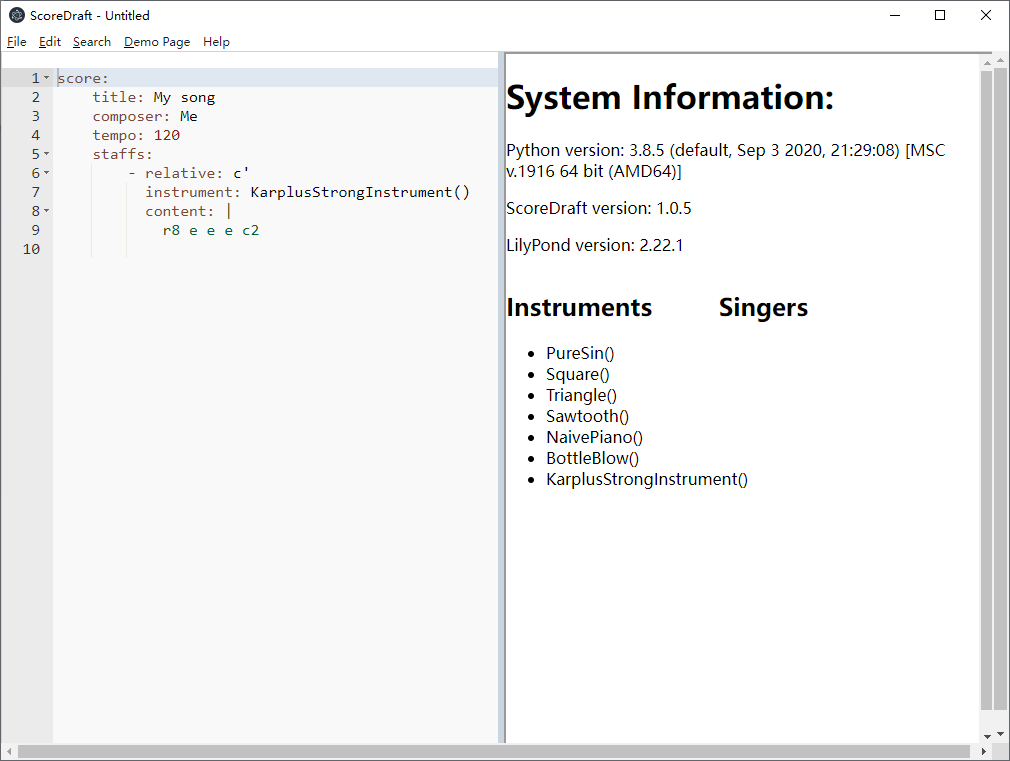 ScoreDraft - Untitled
File Edit Search Demo Page Help
1 score:
2     title: My song
3     composer: Me
4     tempo: 120
5     staffs:
6         - relative: c'
7           instrument: KarplusStrongInstrument()
8           content: |
9             r8 e e e c2
10
System Information:
Python version: 3.8.5 (default, Sep 3 2020, 21:29:08) [MSC
v.1916 64 bit (AMD64)]
ScoreDraft version: 1.0.5
LilyPond version: 2.22.1
Instruments Singers
• PureSin()
• Square()
• Triangle()
• Sawtooth()
• NaivePiano()
• BottleBlow()
• KarplusStrongInstrument()